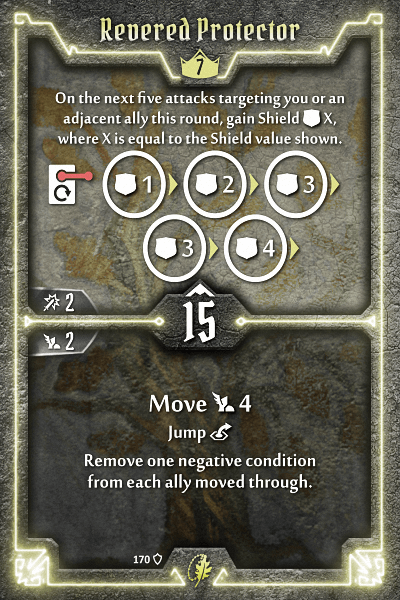 Revered Protector
7
On the next five attacks targeting you or an
adjacent ally this round, gain Shield X,
where X is equal to the Shield value shown.
1 2 3
3 4
2
15
2
Move 4
Jump
Remove one negative condition
from each ally moved through.
170